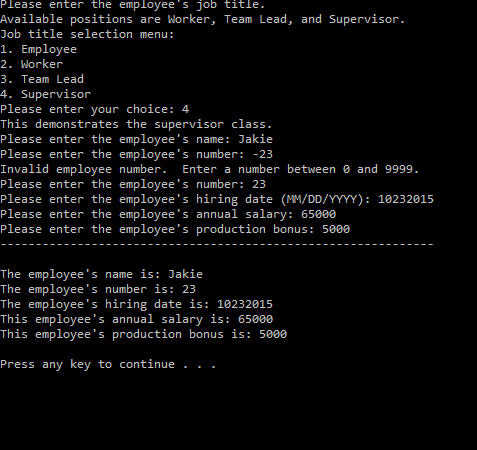 Please enter the employee's job title.
Available positions are Worker, Team Lead, and Supervisor.
Job title selection menu:
1. Employee
2. Worker
3. Team Lead
4. Supervisor
Please enter your choice: 4
This demonstrates the supervisor class.
Please enter the employee's name: Jakie
Please enter the employee's number: -23
Invalid employee number.  Enter a number between 0 and 9999.
Please enter the employee's number: 23
Please enter the employee's hiring date (MM/DD/YYYY): 10232015
Please enter the employee's annual salary: 65000
Please enter the employee's production bonus: 5000
--------------------------------------------------------------
The employee's name is: Jakie
The employee's number is: 23
The employee's hiring date is: 10232015
This employee's annual salary is: 65000
This employee's production bonus is: 5000
Press any key to continue . . .